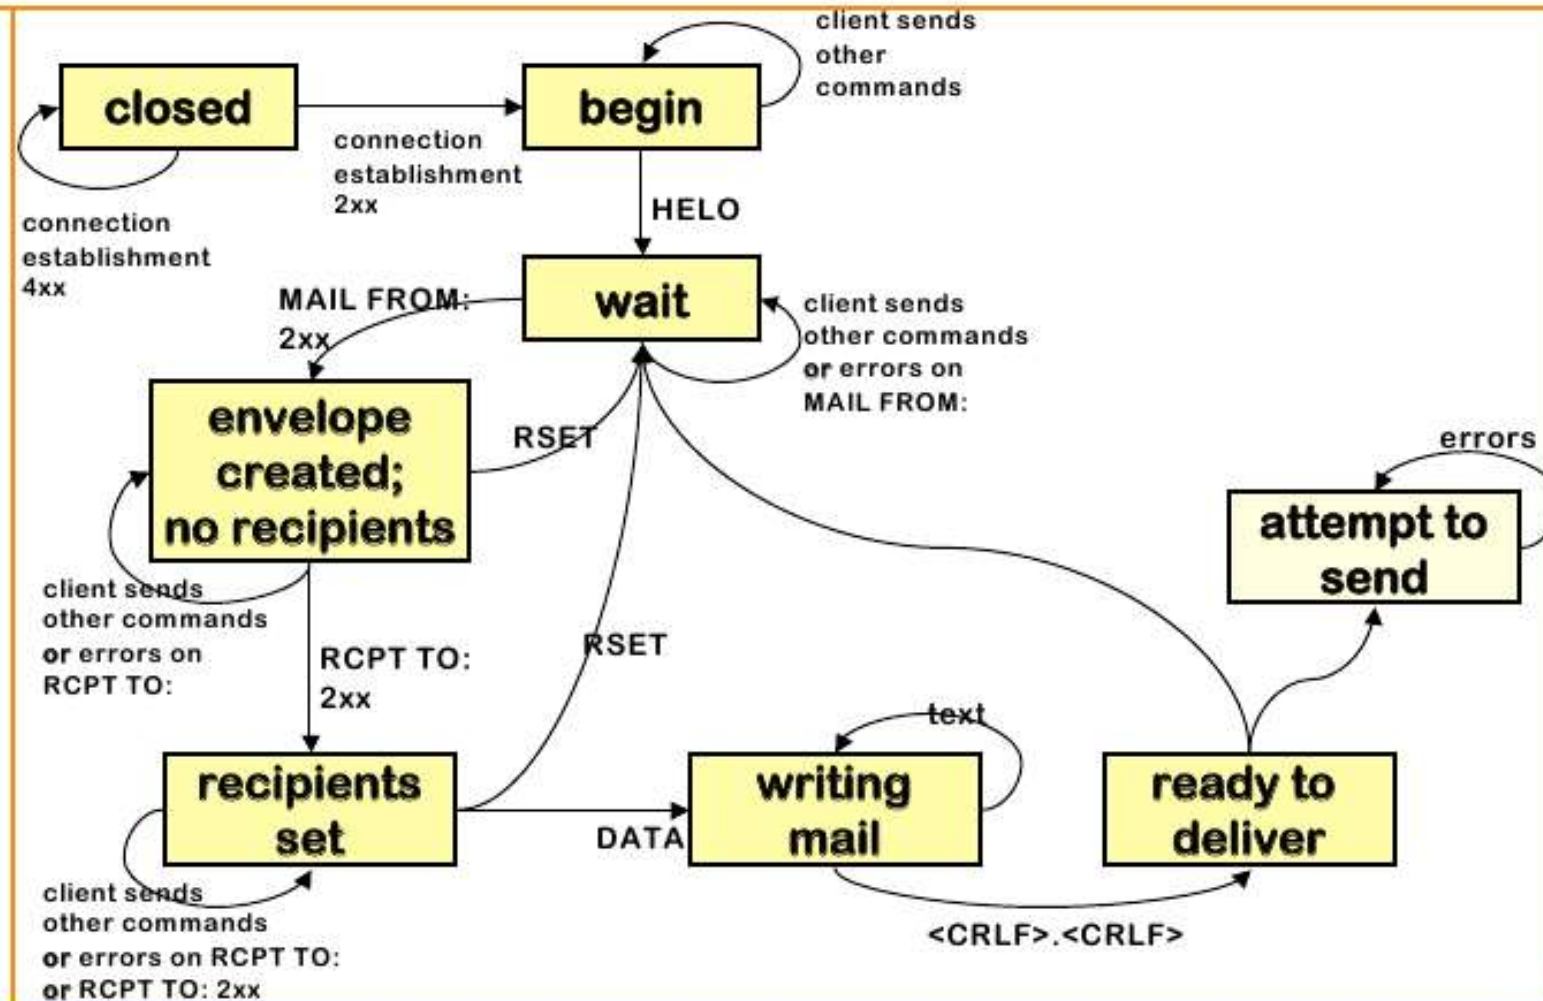 client sends
other
commands
closed
begin
connection
establishment
2xx
connection
establishment
4xx
HELO
wait
MAIL FROM:
2xx
client sends
other commands
or errors on
MAIL FROM:
envelope
created;
no recipients
RSET
errors
attempt to
send
client sends
other commands
or errors on
RCPT TO:
RCPT TO:
2xx
RSET
text
recipients
set
DATA
writing
mail
ready to
deliver
client sends
other commands
or errors on RCPT TO:
or RCPT TO: 2xx
<CRLF>.<CRLF>